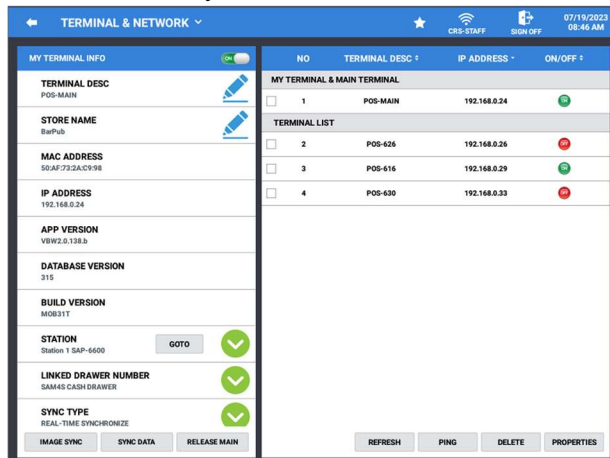 TERMINAL & NETWORK
CRS-STAFF
SIGN OFF
07/19/2023
08:46 AM
MY TERMINAL INFO
ON
TERMINAL DESC
POS-MAIN
STORE NAME
BarPub
MAC ADDRESS
50:AF:73:2A:C9:98
IP ADDRESS
192.168.0.24
APP VERSION
VBW2.0.138.b
DATABASE VERSION
315
BUILD VERSION
MOB31T
STATION
Station 1 SAP-6600
GOTO
LINKED DRAWER NUMBER
SAM4S CASH DRAWER
SYNC TYPE
REAL-TIME SYNCHRONIZE
IMAGE SYNC SYNC DATA RELEASE MAIN
NO TERMINAL DESC IP ADDRESS ON/OFF
MY TERMINAL & MAIN TERMINAL
1 POS-MAIN 192.168.0.24 ON
TERMINAL LIST
2 POS-626 192.168.0.26 OFF
3 POS-616 192.168.0.29 ON
4 POS-630 192.168.0.33 OFF
REFRESH PING DELETE PROPERTIES